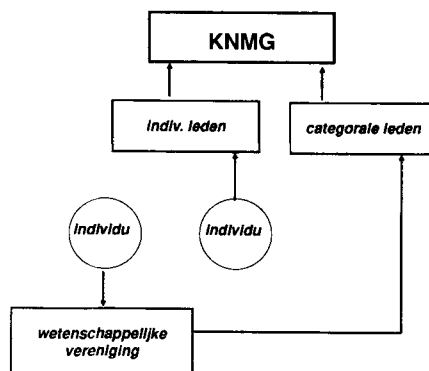 KNMG
indiv. leden
categorale leden
individu
individu
wetenschappelijke
vereniging